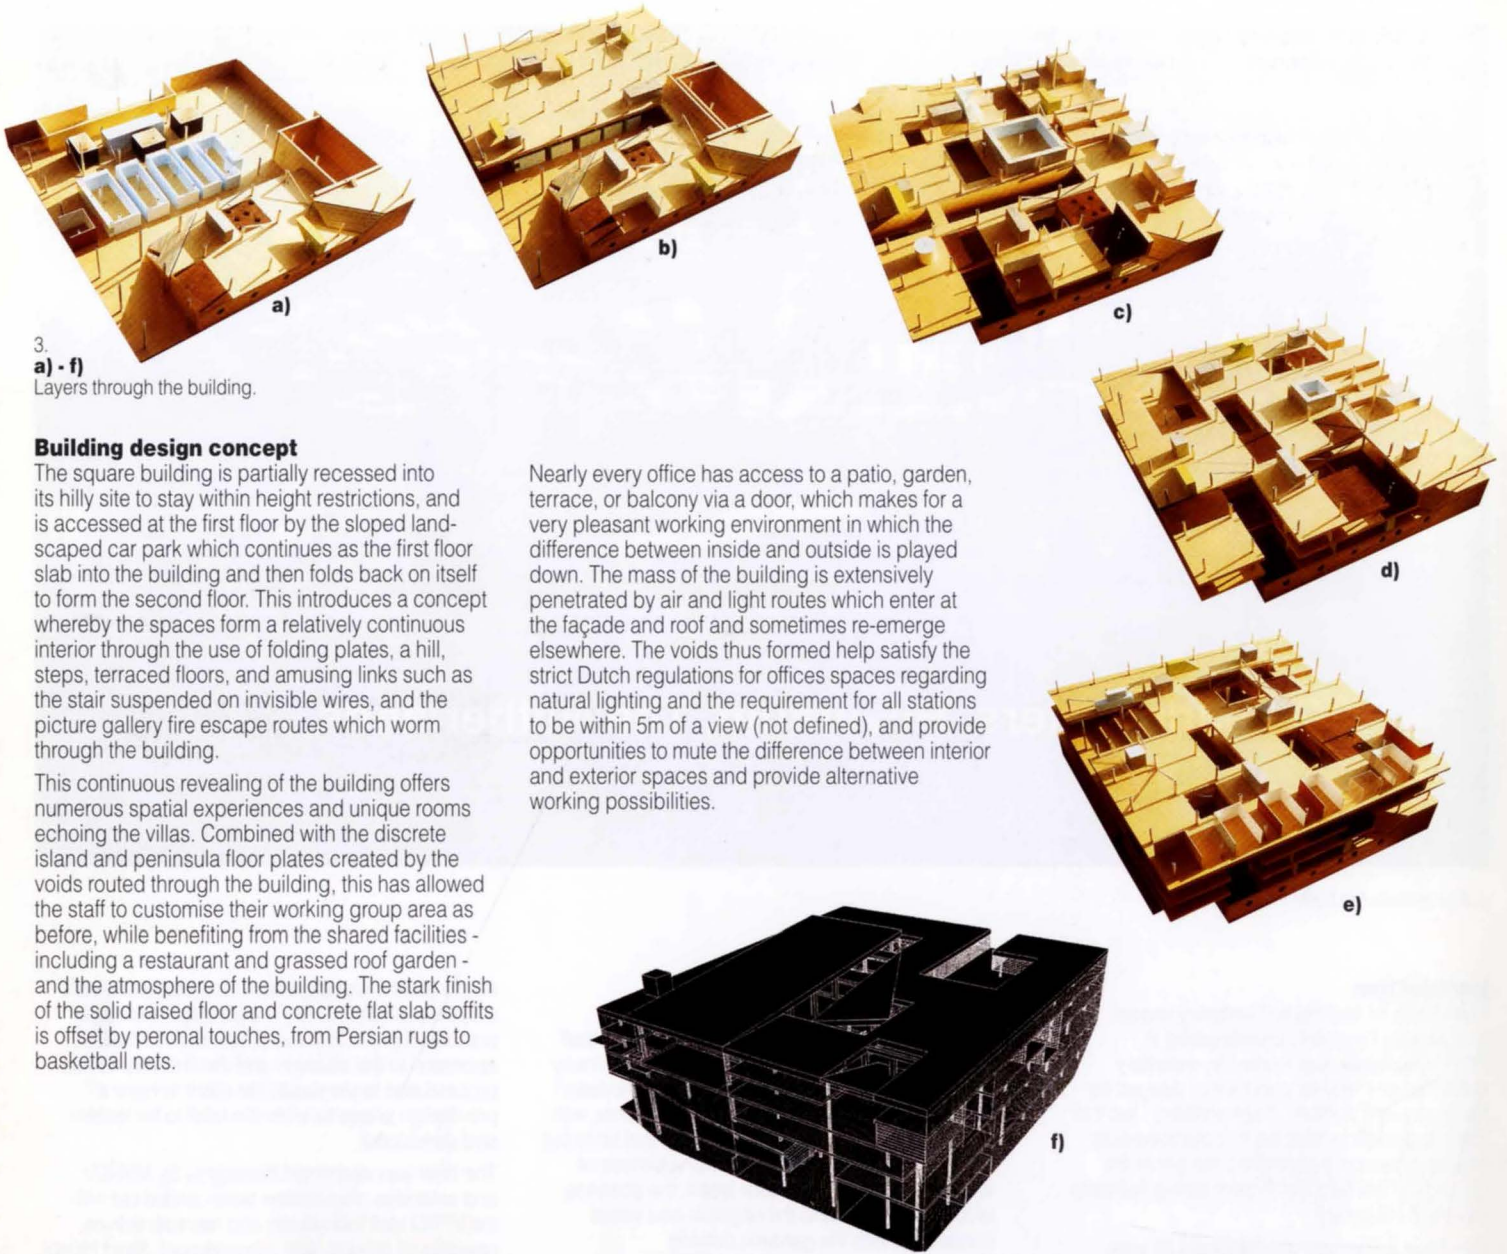 a)
b)
c)
3.
a) - f)
Layers through the building.
d)
Building design concept
The square building is partially recessed into
its hilly site to stay within height restrictions, and
is accessed at the first floor by the sloped land-
scaped car park which continues as the first floor
slab into the building and then folds back on itself
to form the second floor. This introduces a concept
whereby the spaces form a relatively continuous
interior through the use of folding plates, a hill,
steps, terraced floors, and amusing links such as
the stair suspended on invisible wires, and the
picture gallery fire escape routes which worm
through the building.
This continuous revealing of the building offers
numerous spatial experiences and unique rooms
echoing the villas. Combined with the discrete
island and peninsula floor plates created by the
voids routed through the building, this has allowed
the staff to customise their working group area as
before, while benefiting from the shared facilities -
including a restaurant and grassed roof garden -
and the atmosphere of the building. The stark finish
of the solid raised floor and concrete flat slab soffits
is offset by peronal touches, from Persian rugs to
basketball nets.
Nearly every office has access to a patio, garden,
terrace, or balcony via a door, which makes for a
very pleasant working environment in which the
difference between inside and outside is played
down. The mass of the building is extensively
penetrated by air and light routes which enter at
the façade and roof and sometimes re-emerge
elsewhere. The voids thus formed help satisfy the
strict Dutch regulations for offices spaces regarding
natural lighting and the requirement for all stations
to be within 5m of a view (not defined), and provide
opportunities to mute the difference between interior
and exterior spaces and provide alternative
working possibilities.
e)
f)